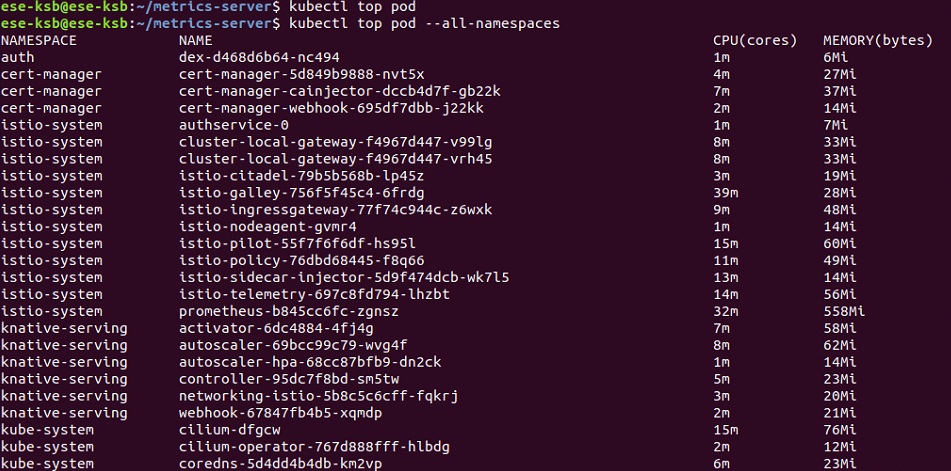 ese-ksb@ese-ksb:~/metrics-server$ kubectl top pod
ese-ksb@ese-ksb:~/metrics-server$ kubectl top pod --all-namespaces
NAMESPACE NAME CPU(cores) MEMORY(bytes)
auth dex-d468d6b64-nc494 1m 6Mi
cert-manager cert-manager-5d849b9888-nvt5x 4m 27Mi
cert-manager cert-manager-cainjector-dccb4d7f-gb22k 7m 37Mi
cert-manager cert-manager-webhook-695df7dbb-j22kk 2m 14Mi
istio-system authservice-0 1m 7Mi
istio-system cluster-local-gateway-f4967d447-v99lg 8m 33Mi
istio-system cluster-local-gateway-f4967d447-vrh45 8m 33Mi
istio-system istio-citadel-79b5b568b-lp45z 3m 19Mi
istio-system istio-galley-756f5f45c4-6frdg 39m 28Mi
istio-system istio-ingressgateway-77f74c944c-z6wxk 9m 48Mi
istio-system istio-nodeagent-gvmr4 1m 14Mi
istio-system istio-pilot-55f7f6f6df-hs95l 15m 60Mi
istio-system istio-policy-76dbd68445-f8q66 11m 49Mi
istio-system istio-sidecar-injector-5d9f474dcb-wk7l5 13m 14Mi
istio-system istio-telemetry-697c8fd794-lhzbt 14m 56Mi
istio-system prometheus-b845cc6fc-zgnsz 32m 558Mi
knative-serving activator-6dc4884-4fj4g 7m 58Mi
knative-serving autoscaler-69bcc99c79-wvg4f 8m 62Mi
knative-serving autoscaler-hpa-68cc87bfb9-dn2ck 1m 14Mi
knative-serving controller-95dc7f8bd-sm5tw 5m 23Mi
knative-serving networking-istio-5b8c5c6cff-fqkrj 3m 20Mi
knative-serving webhook-67847fb4b5-xqmdp 2m 21Mi
kube-system cilium-dfgcw 15m 76Mi
kube-system cilium-operator-767d888fff-hlbdg 2m 12Mi
kube-system coredns-5d4dd4b4db-km2vp 6m 23Mi